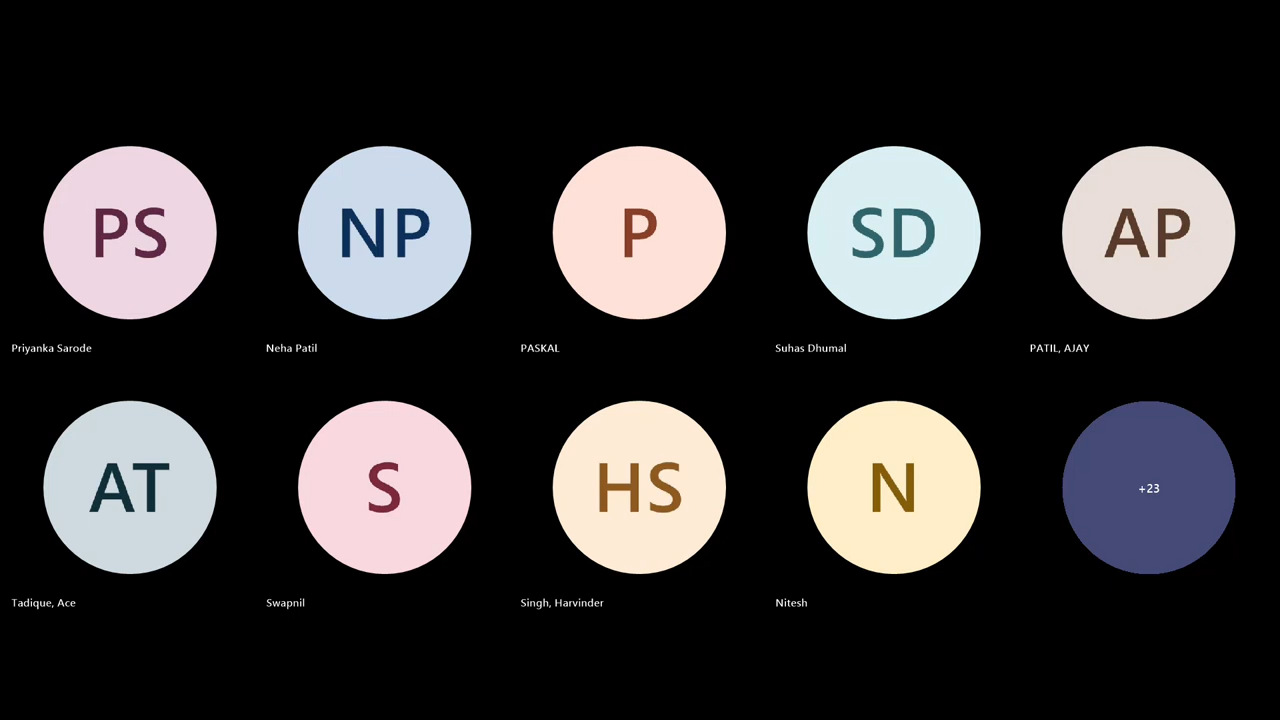 PS
NP
P
SD
AP
Priyanka Sarode
Neha Patil
PASKAL
Suhas Dhumal
PATIL, AJAY
AT
S
HS
N
+23
Tadique, Ace
Swapnil
Singh, Harvinder
Nitesh